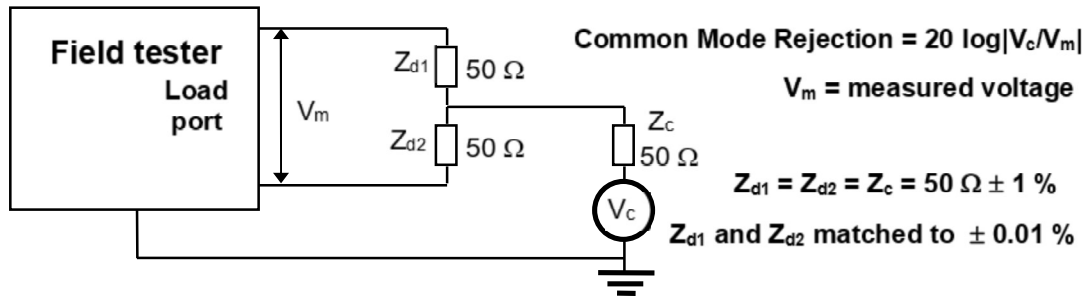 Field tester
Load
port
Vm
Zd1
50 Ω
Zd2
50 Ω
Zc
50 Ω
Vc
Common Mode Rejection = 20 log|Vc/Vm|
Vm = measured voltage
Zd1 = Zd2 = Zc = 50 Ω ± 1 %
Zd1 and Zd2 matched to ± 0.01 %